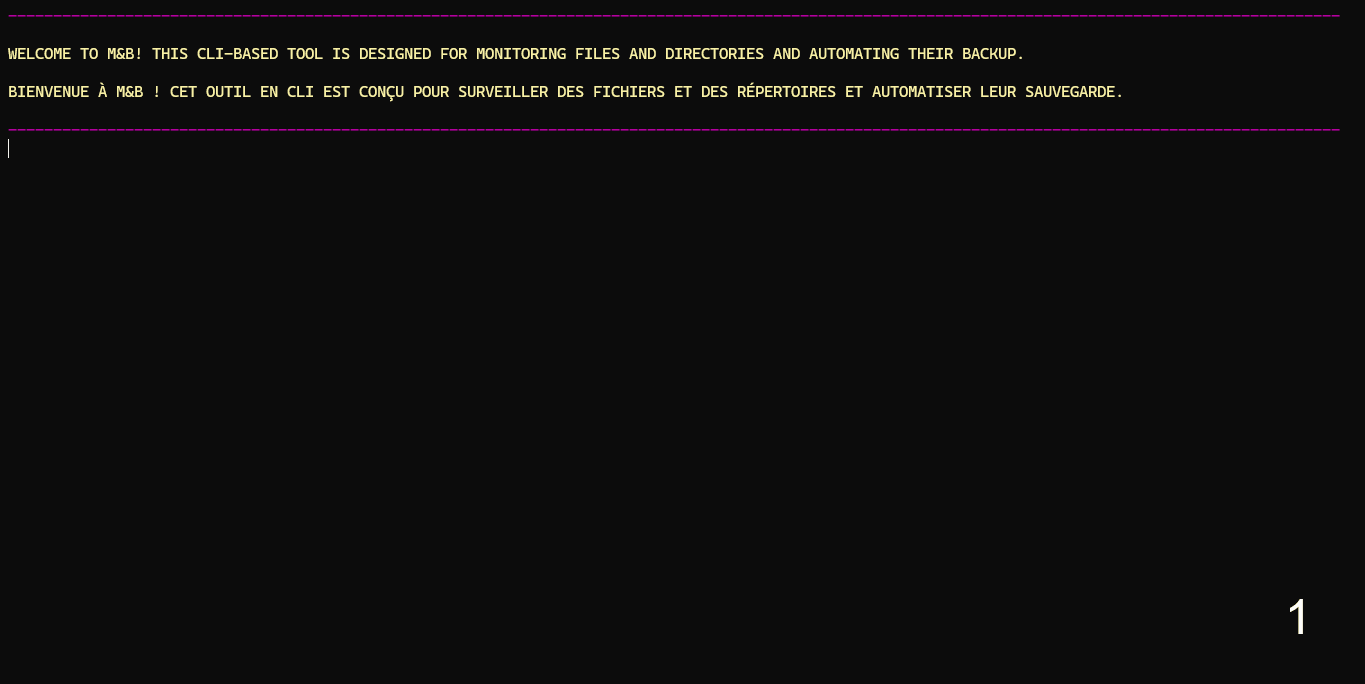 WELCOME TO M&B! THIS CLI-BASED TOOL IS DESIGNED FOR MONITORING FILES AND DIRECTORIES AND AUTOMATING THEIR BACKUP.
BIENVENUE À M&B ! CET OUTIL EN CLI EST CONÇU POUR SURVEILLER DES FICHIERS ET DES RÉPERTOIRES ET AUTOMATISER LEUR SAUVEGARDE.
1